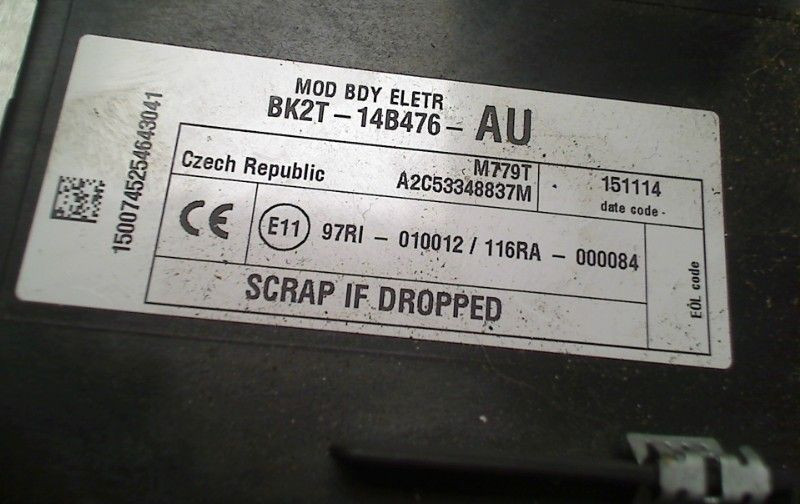 MOD BDY ELETR
BK2T-14B476-AU
1500745254643041
Czech Republic
M779T
A2C53348837M
151114
date code -
CE
E11
97RI - 010012 / 116RA - 000084
EOL code
SCRAP IF DROPPED